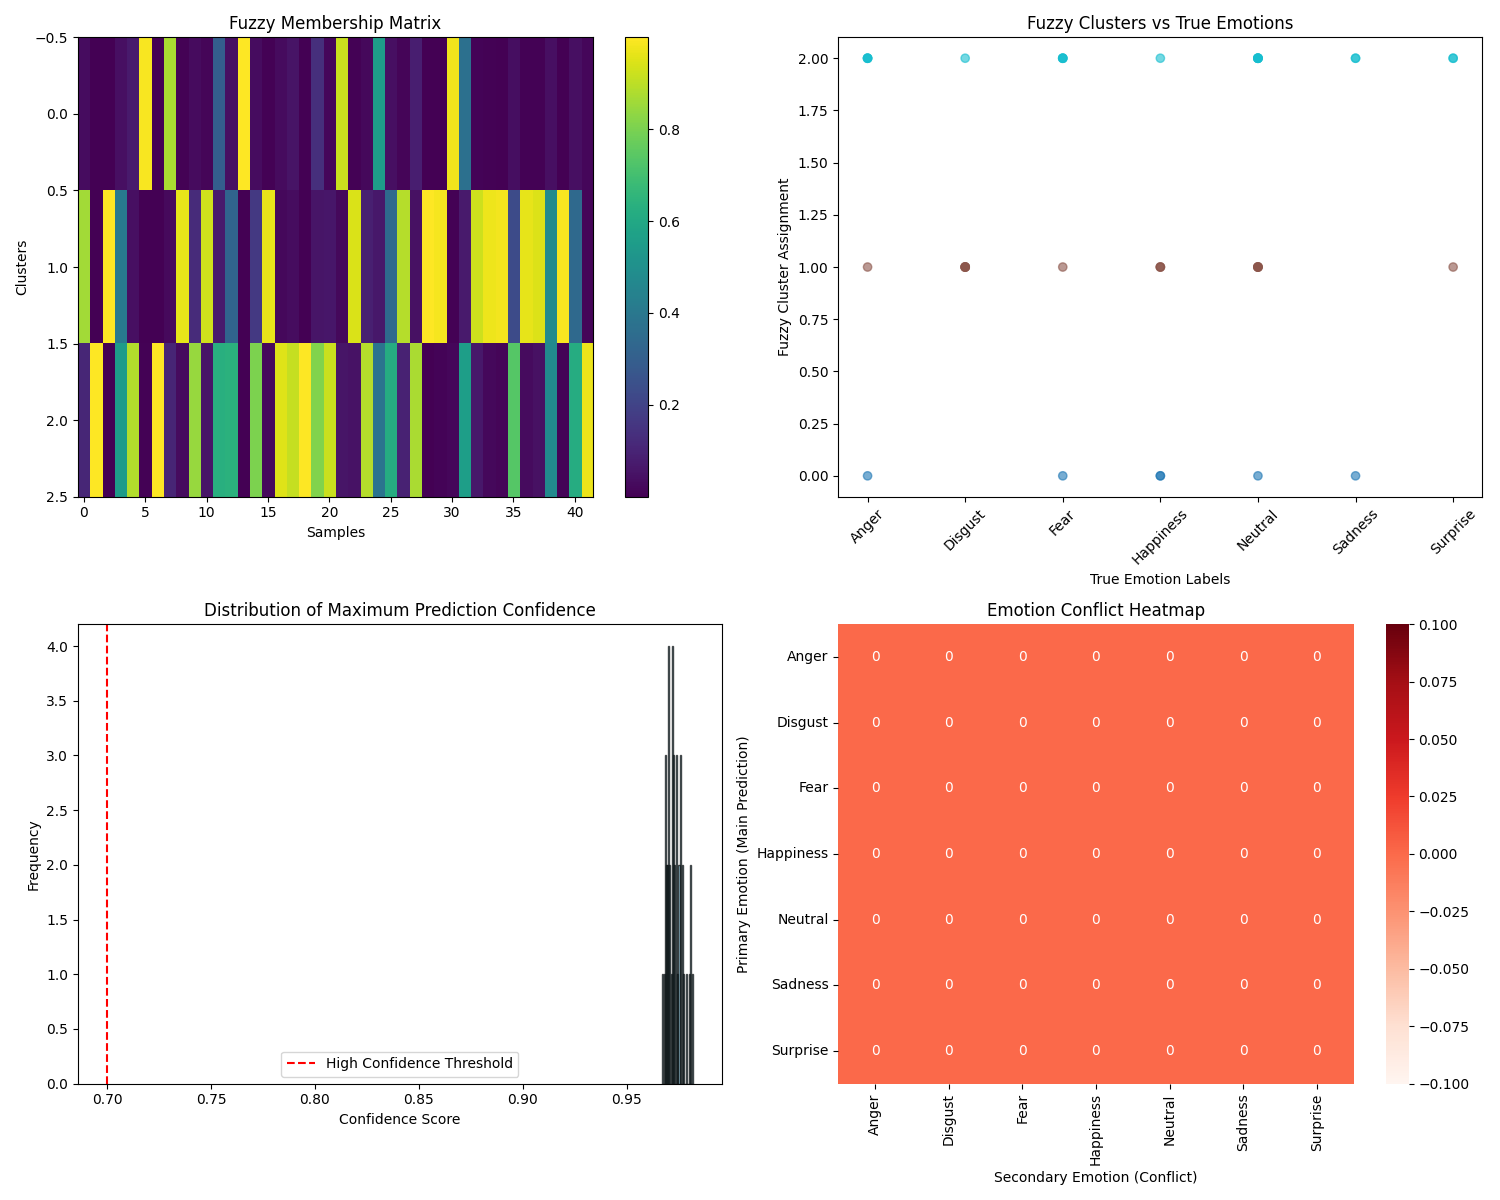 Fuzzy Membership Matrix
−0.5
0.0
0.5
1.0
1.5
2.0
2.5
Clusters
0 5 10 15 20 25 30 35 40
Samples
0.8
0.6
0.4
0.2
Fuzzy Clusters vs True Emotions
2.00
1.75
1.50
1.25
1.00
0.75
0.50
0.25
0.00
Fuzzy Cluster Assignment
Anger Disgust Fear Happiness Neutral Sadness Surprise
True Emotion Labels
Distribution of Maximum Prediction Confidence
4.0
3.5
3.0
2.5
2.0
1.5
1.0
0.5
0.0
Frequency
High Confidence Threshold
0.70 0.75 0.80 0.85 0.90 0.95
Confidence Score
Emotion Conflict Heatmap
Primary Emotion (Main Prediction)
Anger 0 0 0 0 0 0 0
Disgust 0 0 0 0 0 0 0
Fear 0 0 0 0 0 0 0
Happiness 0 0 0 0 0 0 0
Neutral 0 0 0 0 0 0 0
Sadness 0 0 0 0 0 0 0
Surprise 0 0 0 0 0 0 0
Anger Disgust Fear Happiness Neutral Sadness Surprise
Secondary Emotion (Conflict)
0.100
0.075
0.050
0.025
0.000
−0.025
−0.050
−0.075
−0.100